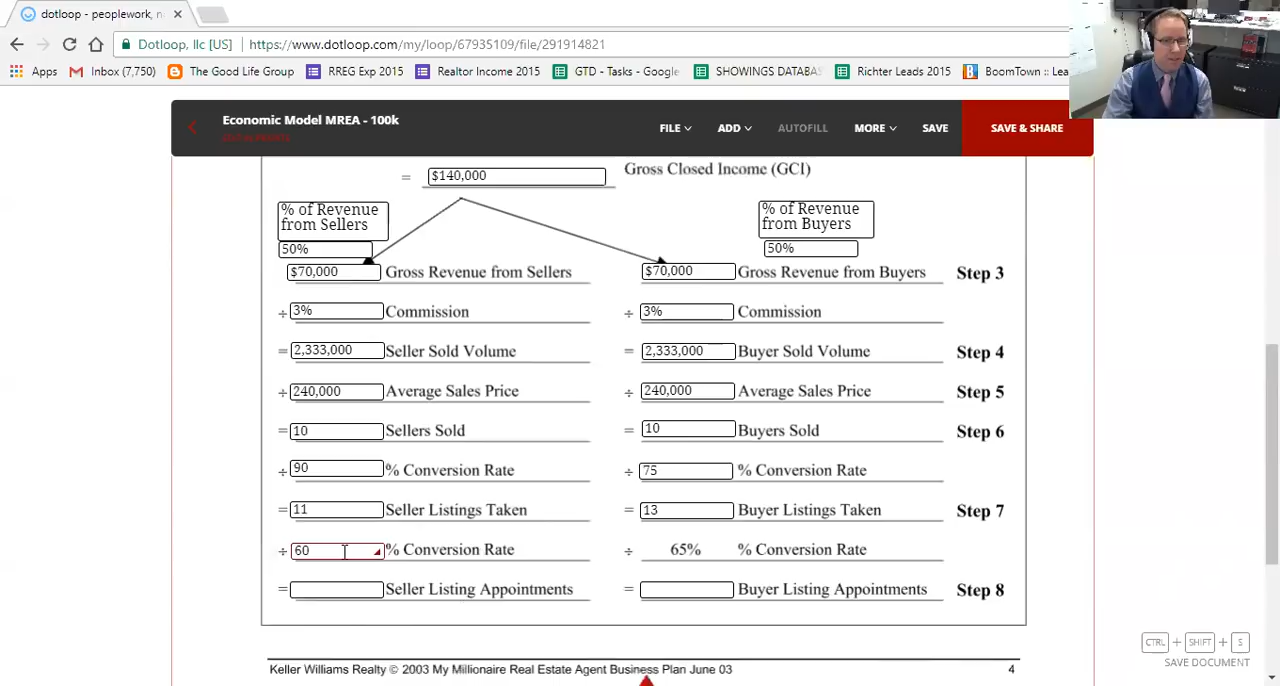 dotloop - peoplework, n
Dotloop, llc [US] https://www.dotloop.com/my/loop/67935109/file/291914821
Apps Inbox (7,750) The Good Life Group RREG Exp 2015 Realtor Income 2015 GTD - Tasks - Google SHOWINGS DATABAS Richter Leads 2015 BoomTown :: Lea
Economic Model MREA - 100k
FILE ADD AUTOFILL MORE SAVE SAVE & SHARE
= $140,000 Gross Closed Income (GCI)
% of Revenue from Sellers
50%
% of Revenue from Buyers
50%
$70,000 Gross Revenue from Sellers $70,000 Gross Revenue from Buyers Step 3
÷ 3% Commission ÷ 3% Commission
= 2,333,000 Seller Sold Volume = 2,333,000 Buyer Sold Volume Step 4
÷ 240,000 Average Sales Price ÷ 240,000 Average Sales Price Step 5
= 10 Sellers Sold = 10 Buyers Sold Step 6
÷ 90 % Conversion Rate ÷ 75 % Conversion Rate
= 11 Seller Listings Taken = 13 Buyer Listings Taken Step 7
÷ 60 % Conversion Rate ÷ 65% % Conversion Rate
= Seller Listing Appointments = Buyer Listing Appointments Step 8
Keller Williams Realty © 2003 My Millionaire Real Estate Agent Business Plan June 03 4
CTRL + SHIFT + S
SAVE DOCUMENT